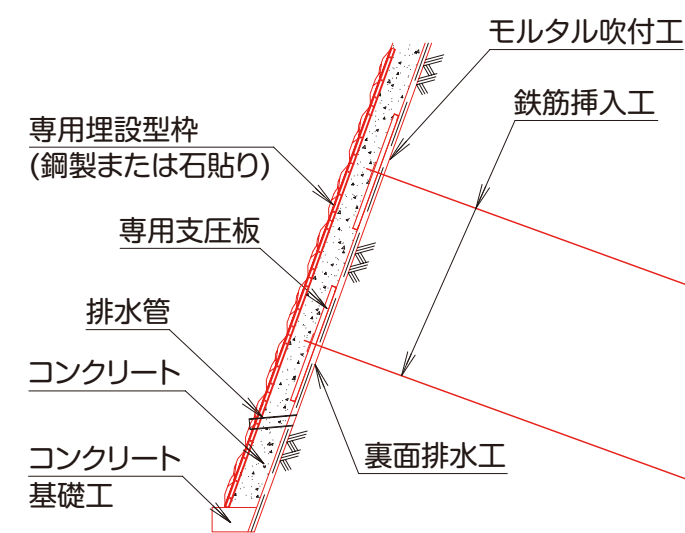 モルタル吹付工
鉄筋挿入工
専用埋設型枠
(鋼製または石貼り)
専用支圧板
排水管
コンクリート
裏面排水工
コンクリート
基礎工